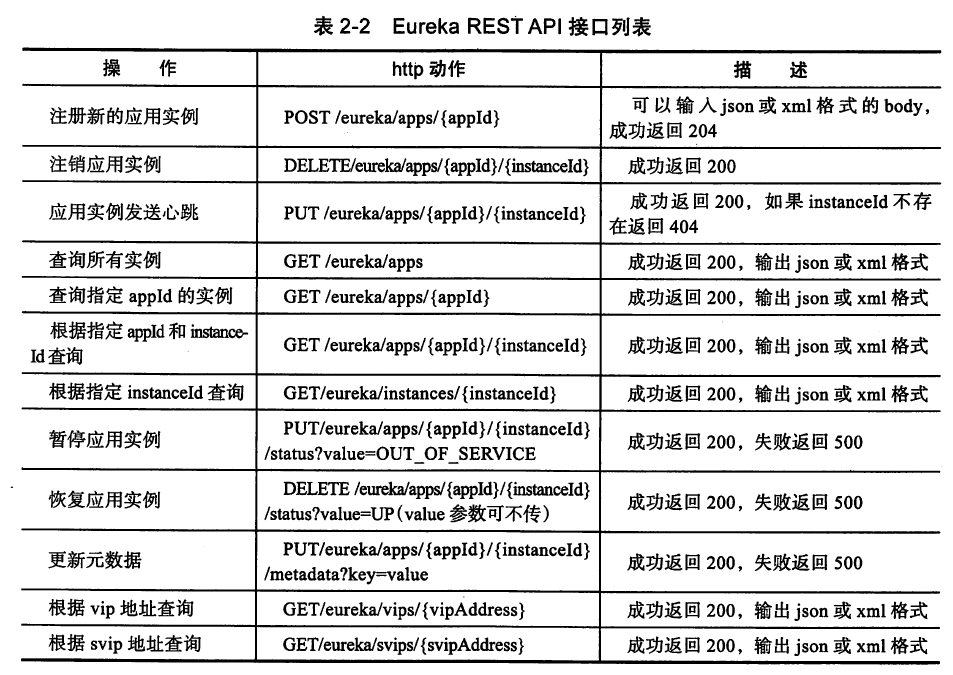 表 2-2 Eureka REST API 接口列表
操 作 http 动作 描 述
注册新的应用实例 POST /eureka/apps/{appId} 可以输入 json 或 xml 格式的 body,
成功返回 204
注销应用实例 DELETE/eureka/apps/{appId}/{instanceId} 成功返回 200
应用实例发送心跳 PUT /eureka/apps/{appId}/{instanceId} 成功返回 200，如果 instanceId 不存
在返回 404
查询所有实例 GET /eureka/apps 成功返回 200，输出 json 或 xml 格式
查询指定 appId 的实例 GET /eureka/apps/{appId} 成功返回 200，输出 json 或 xml 格式
根据指定 appId 和 instance-
Id 查询 GET /eureka/apps/{appId}/{instanceId} 成功返回 200，输出 json 或 xml 格式
根据指定 instanceId 查询 GET/eureka/instances/{instanceId} 成功返回 200，输出 json 或 xml 格式
暂停应用实例 PUT/eureka/apps/{appId}/{instanceId}
/status?value=OUT_OF_SERVICE 成功返回 200，失败返回 500
恢复应用实例 DELETE /eureka/apps/{appId}/{instanceId}
/status?value=UP（value 参数可不传） 成功返回 200，失败返回 500
更新元数据 PUT/eureka/apps/{appId}/{instanceId}
/metadata?key=value 成功返回 200，失败返回 500
根据 vip 地址查询 GET/eureka/vips/{vipAddress} 成功返回 200，输出 json 或 xml 格式
根据 svip 地址查询 GET/eureka/svips/{svipAddress} 成功返回 200，输出 json 或 xml 格式